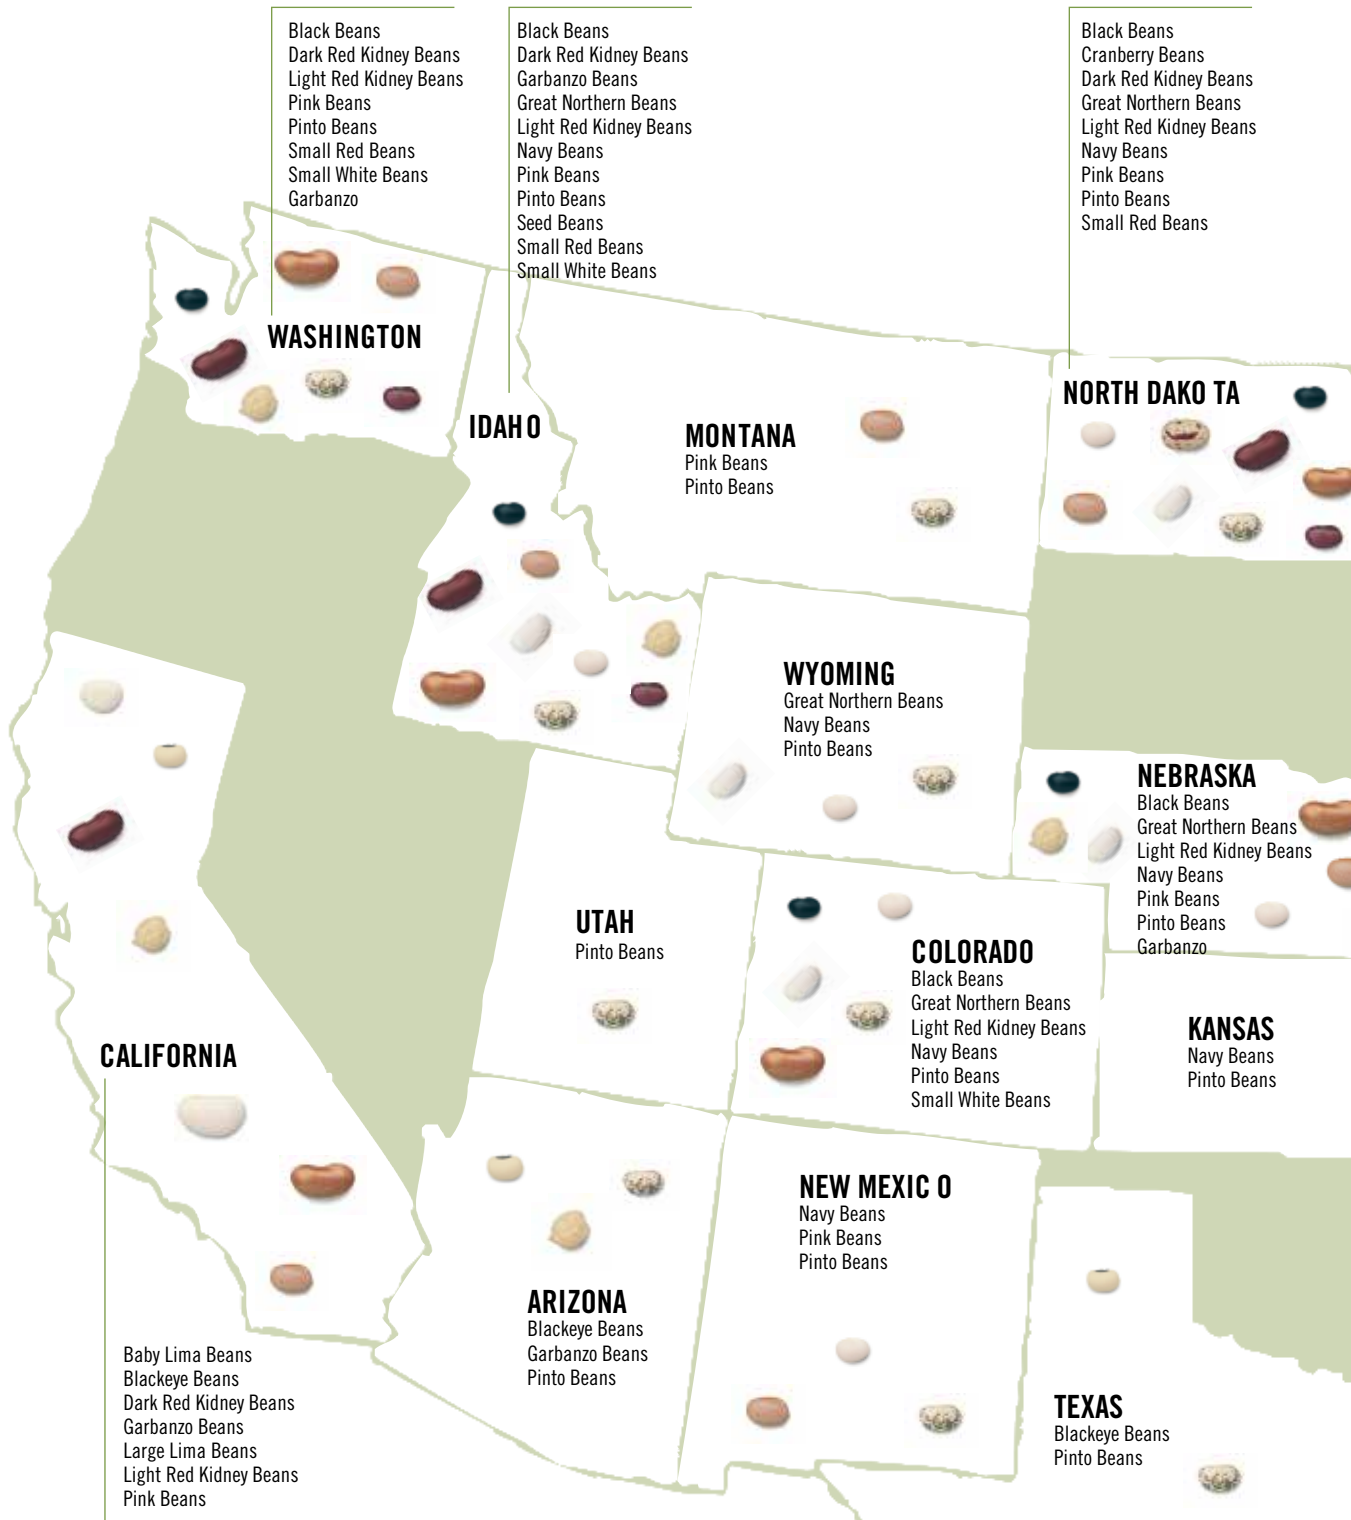 Black Beans
Dark Red Kidney Beans
Light Red Kidney Beans
Pink Beans
Pinto Beans
Small Red Beans
Small White Beans
Garbanzo
Black Beans
Dark Red Kidney Beans
Garbanzo Beans
Great Northern Beans
Light Red Kidney Beans
Navy Beans
Pink Beans
Pinto Beans
Seed Beans
Small Red Beans
Small White Beans
Black Beans
Cranberry Beans
Dark Red Kidney Beans
Great Northern Beans
Light Red Kidney Beans
Navy Beans
Pink Beans
Pinto Beans
Small Red Beans
WASHINGTON
IDAHO
MONTANA
Pink Beans
Pinto Beans
NORTH DAKO TA
WYOMING
Great Northern Beans
Navy Beans
Pinto Beans
NEBRASKA
Black Beans
Great Northern Beans
Light Red Kidney Beans
Navy Beans
Pink Beans
Pinto Beans
Garbanzo
UTAH
Pinto Beans
COLORADO
Black Beans
Great Northern Beans
Light Red Kidney Beans
Navy Beans
Pinto Beans
Small White Beans
KANSAS
Navy Beans
Pinto Beans
CALIFORNIA
Baby Lima Beans
Blackeye Beans
Dark Red Kidney Beans
Garbanzo Beans
Large Lima Beans
Light Red Kidney Beans
Pink Beans
ARIZONA
Blackeye Beans
Garbanzo Beans
Pinto Beans
NEW MEXIC O
Navy Beans
Pink Beans
Pinto Beans
TEXAS
Blackeye Beans
Pinto Beans